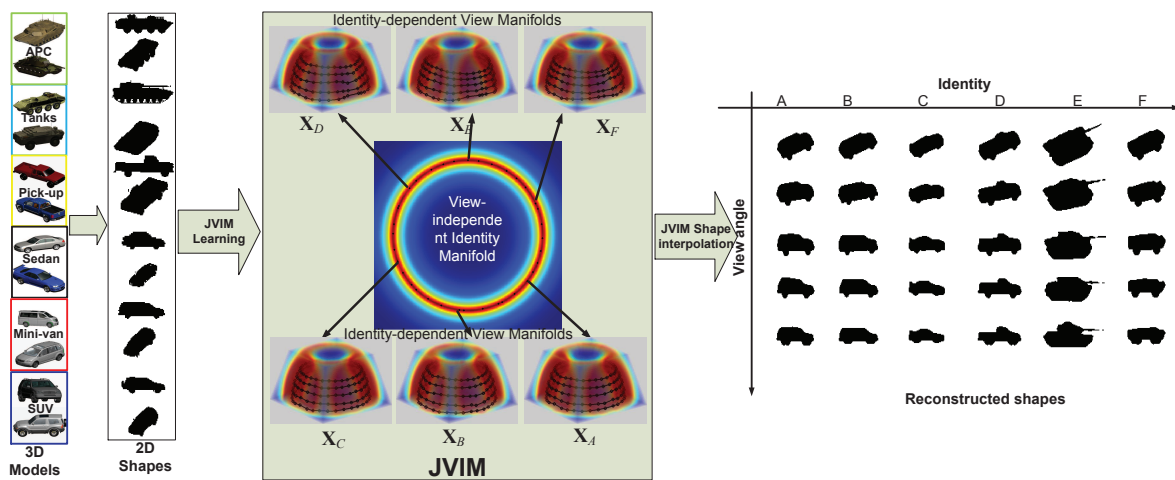 APC
Tanks
Pick-up
Sedan
Mini-van
SUV
3D
Models
2D
Shapes
JVIM
Learning
Identity-dependent View Manifolds
X_D
X_E
X_F
View-
independe
nt Identity
Manifold
Identity-dependent View Manifolds
X_C
X_B
X_A
JVIM
JVIM Shape
interpolation
Identity
A B C D E F
View angle
Reconstructed shapes